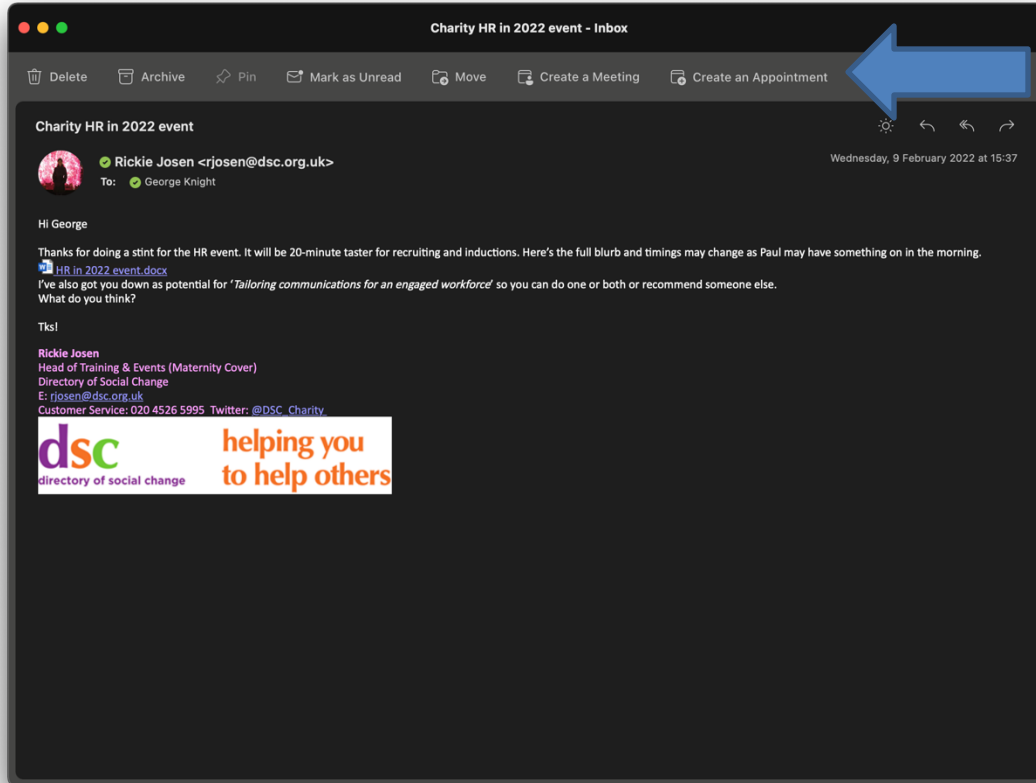 Charity HR in 2022 event - Inbox
Delete Archive Pin Mark as Unread Move Create a Meeting Create an Appointment
Charity HR in 2022 event
Rickie Josen <rjosen@dsc.org.uk>
Wednesday, 9 February 2022 at 15:37
To: George Knight
Hi George
Thanks for doing a stint for the HR event. It will be 20-minute taster for recruiting and inductions. Here's the full blurb and timings may change as Paul may have something on in the morning.
HR in 2022 event.docx
I've also got you down as potential for 'Tailoring communications for an engaged workforce' so you can do one or both or recommend someone else.
What do you think?
Tks!
Rickie Josen
Head of Training & Events (Maternity Cover)
Directory of Social Change
E: rjosen@dsc.org.uk
Customer Service: 020 4526 5995 Twitter: @DSC_Charity
dsc helping you
directory of social change to help others